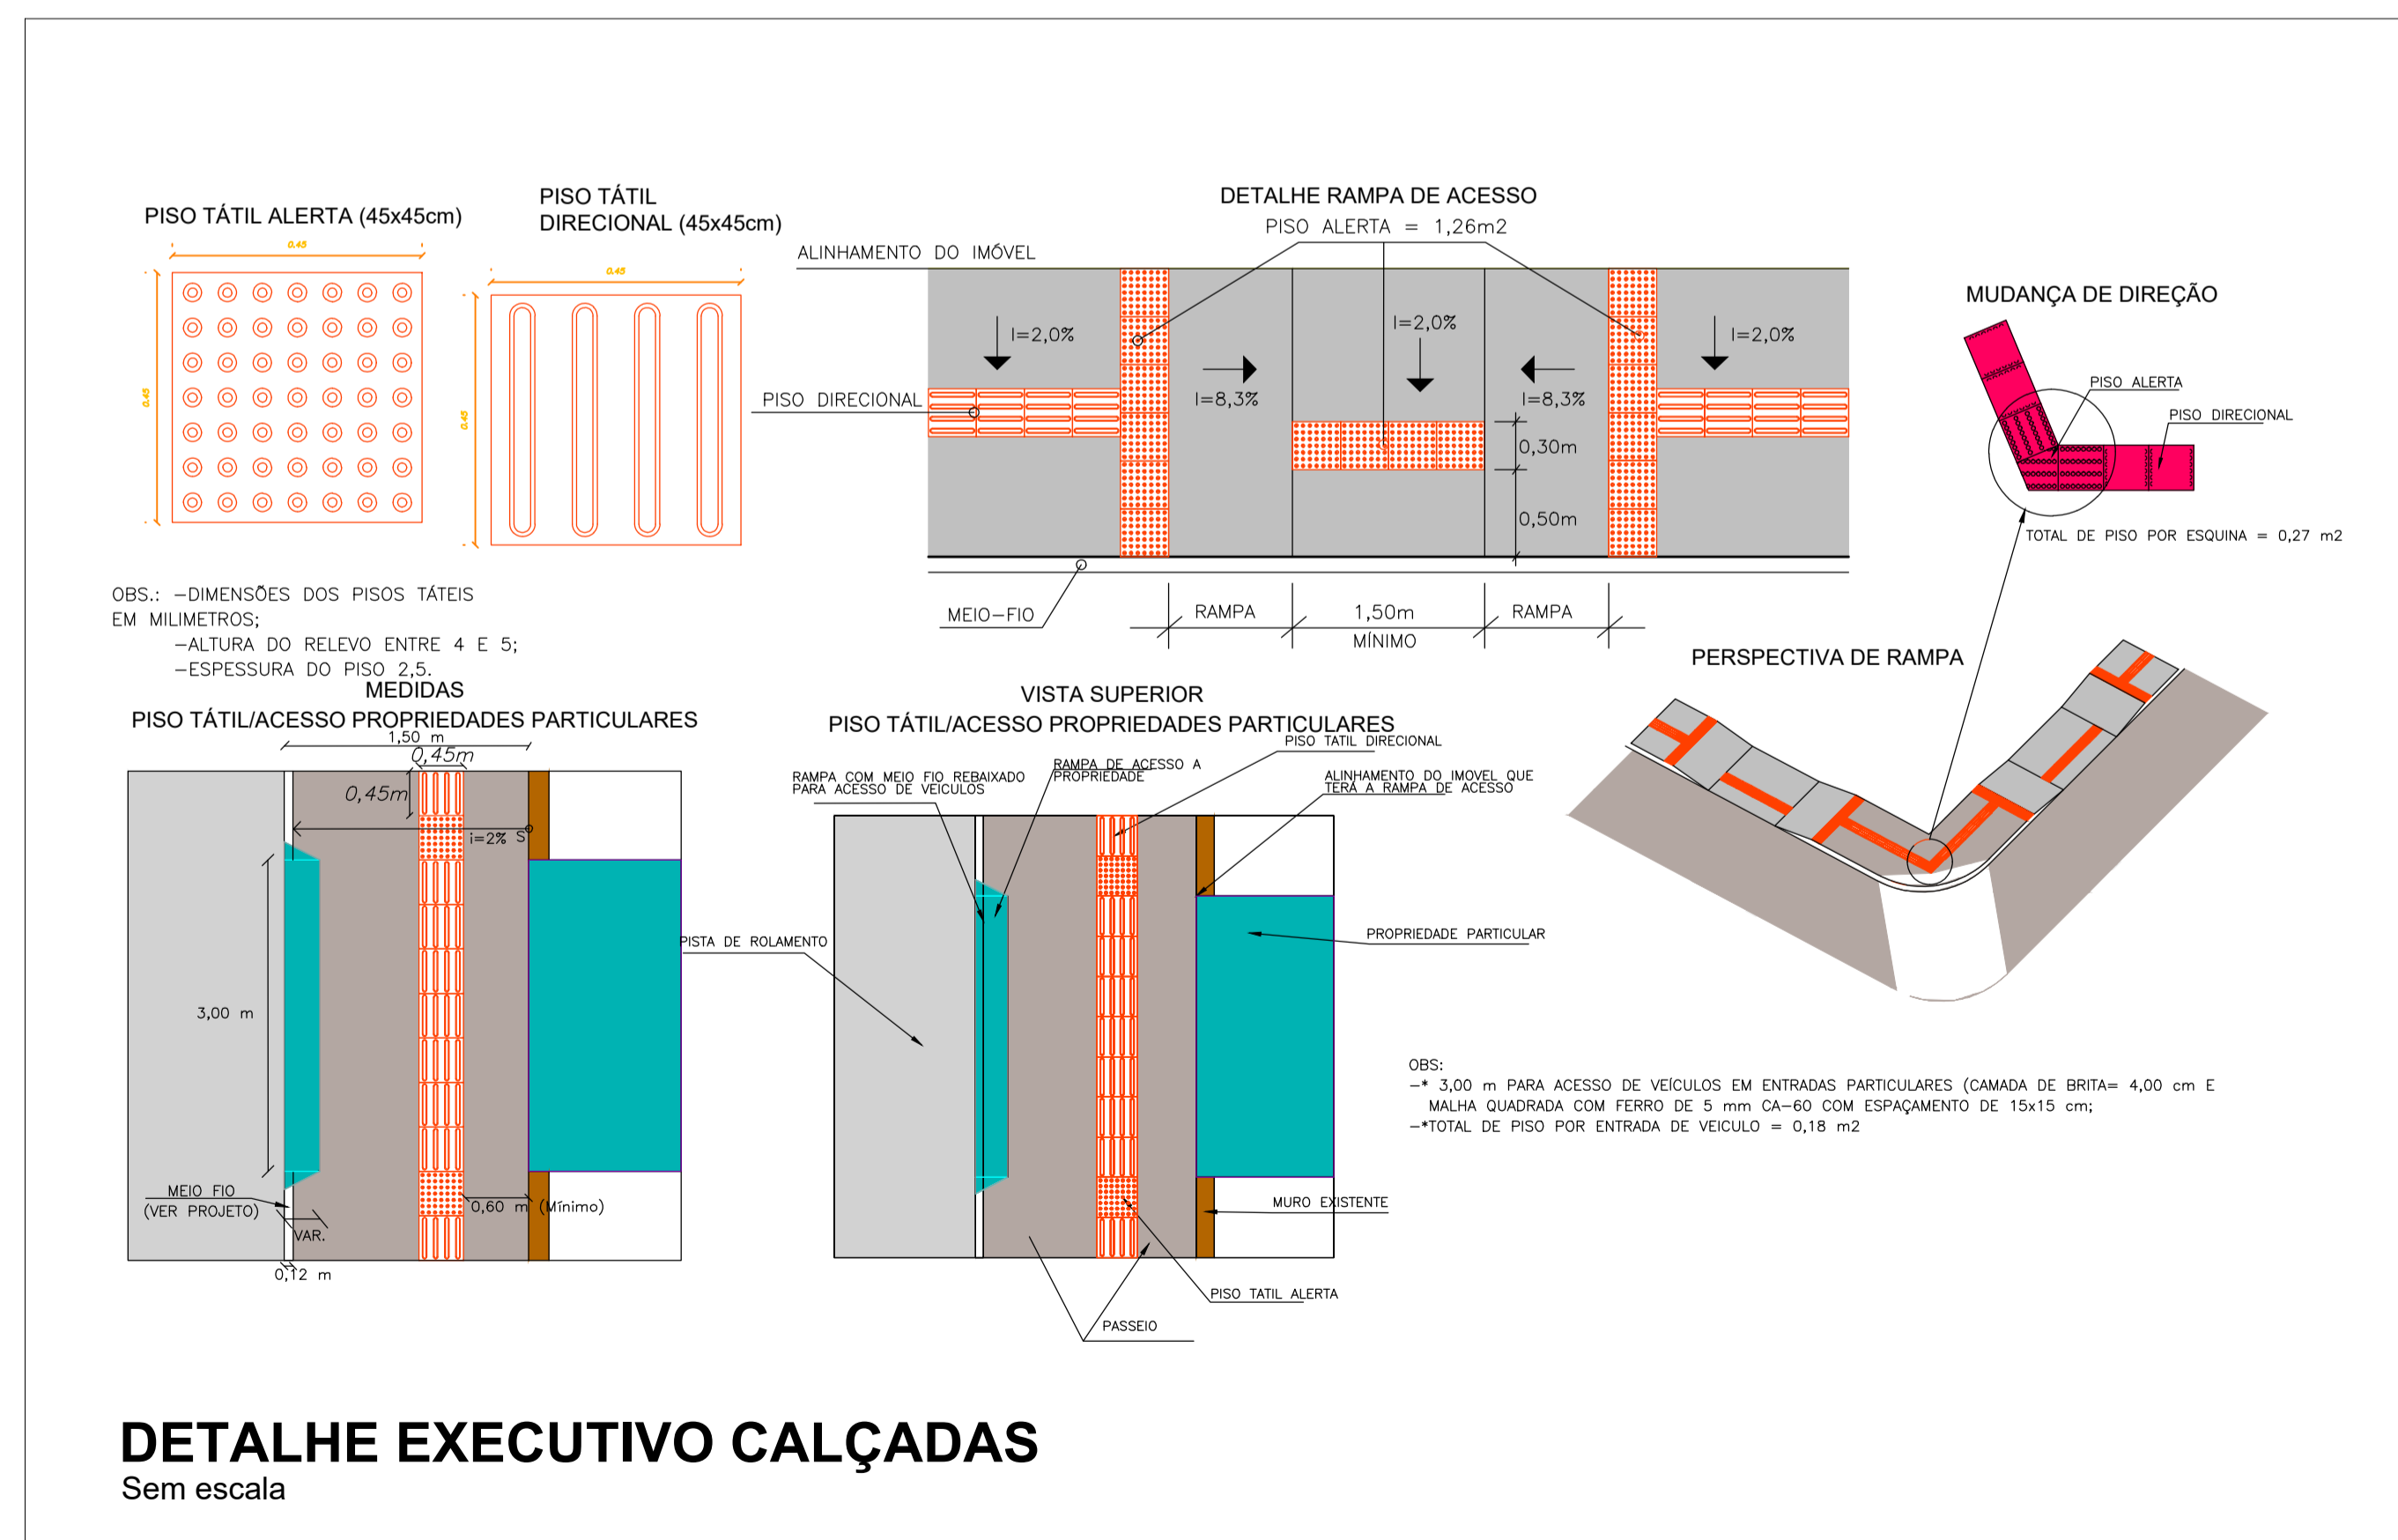 PISO TÁTIL ALERTA (45x45cm)
0.45
0.45
PISO TÁTIL
DIRECIONAL (45x45cm)
0.45
0.45
OBS.: –DIMENSÕES DOS PISOS TÁTEIS
EM MILIMETROS;
–ALTURA DO RELEVO ENTRE 4 E 5;
–ESPESSURA DO PISO 2,5.
DETALHE RAMPA DE ACESSO
PISO ALERTA = 1,26m2
ALINHAMENTO DO IMÓVEL
I=2,0%
I=2,0%
I=2,0%
PISO DIRECIONAL
I=8,3%
I=8,3%
0,30m
0,50m
MEIO–FIO
RAMPA
1,50m
MÍNIMO
RAMPA
MUDANÇA DE DIREÇÃO
PISO ALERTA
PISO DIRECIONAL
TOTAL DE PISO POR ESQUINA = 0,27 m2
PERSPECTIVA DE RAMPA
MEDIDAS
PISO TÁTIL/ACESSO PROPRIEDADES PARTICULARES
1,50 m
0,45m
0,45m
i=2% S
3,00 m
MEIO FIO
(VER PROJETO)
VAR.
0,12 m
0,60 m (Mínimo)
VISTA SUPERIOR
PISO TÁTIL/ACESSO PROPRIEDADES PARTICULARES
PISO TATIL DIRECIONAL
RAMPA DE ACESSO A
PROPRIEDADE
RAMPA COM MEIO FIO REBAIXADO
PARA ACESSO DE VEICULOS
ALINHAMENTO DO IMOVEL QUE
TERA A RAMPA DE ACESSO
PISTA DE ROLAMENTO
PROPRIEDADE PARTICULAR
MURO EXISTENTE
PISO TATIL ALERTA
PASSEIO
OBS:
–* 3,00 m PARA ACESSO DE VEÍCULOS EM ENTRADAS PARTICULARES (CAMADA DE BRITA= 4,00 cm E
MALHA QUADRADA COM FERRO DE 5 mm CA–60 COM ESPAÇAMENTO DE 15x15 cm;
–*TOTAL DE PISO POR ENTRADA DE VEICULO = 0,18 m2
DETALHE EXECUTIVO CALÇADAS
Sem escala